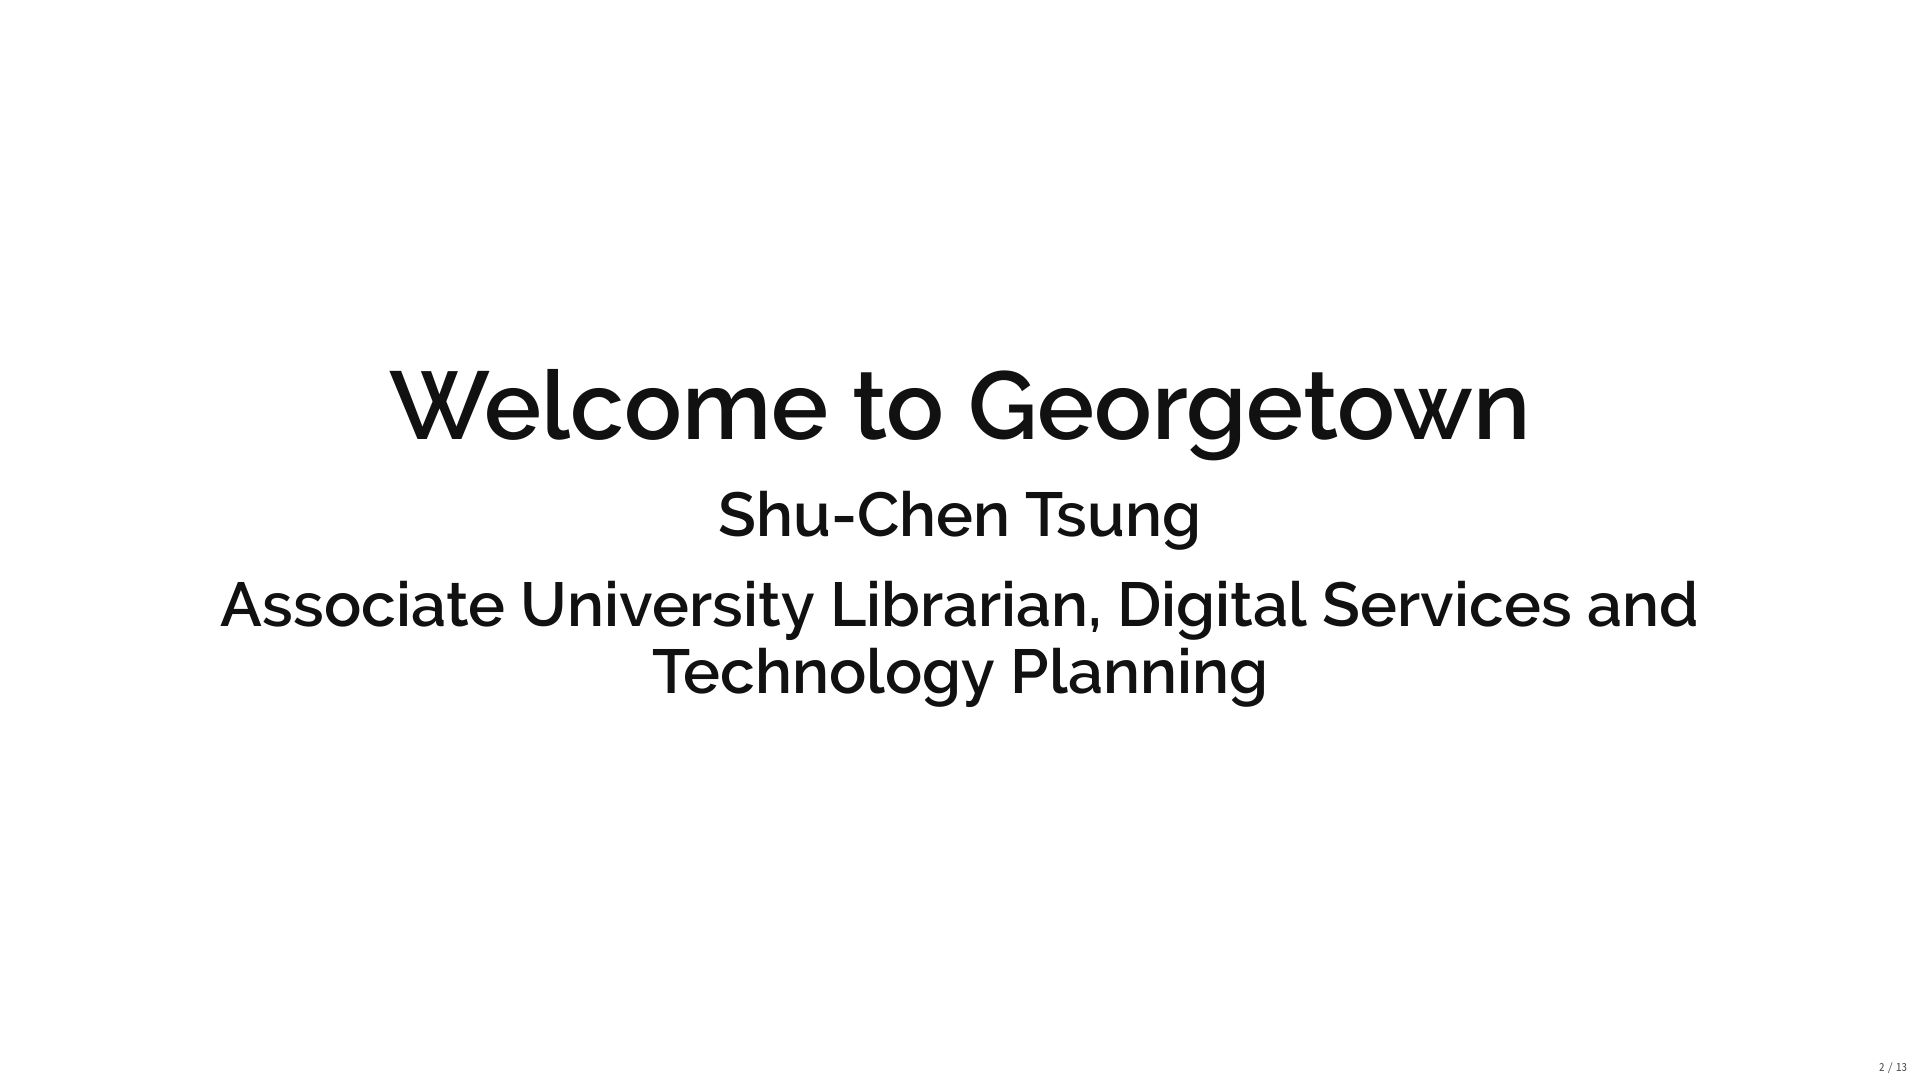 Welcome to Georgetown
Shu-Chen Tsung
Associate University Librarian, Digital Services and
Technology Planning
2 / 13